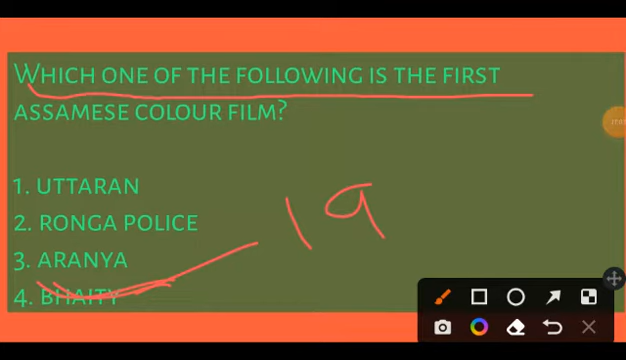 WHICH ONE OF THE FOLLOWING IS THE FIRST
ASSAMESE COLOUR FILM?
1. UTTARAN
2. RONGA POLICE
3. ARANYA
4. BHAITY
19